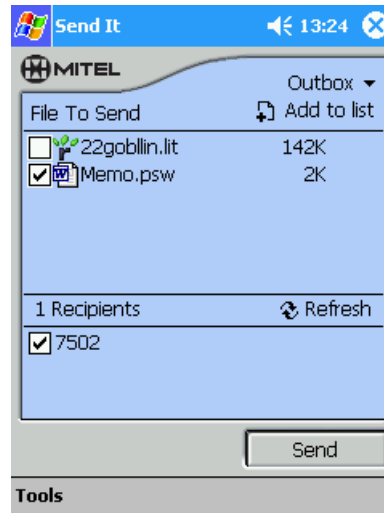 Send It 13:24
MITEL
Outbox
File To Send Add to list
22gobllin.lit 142K
Memo.psw 2K
1 Recipients Refresh
7502
Send
Tools